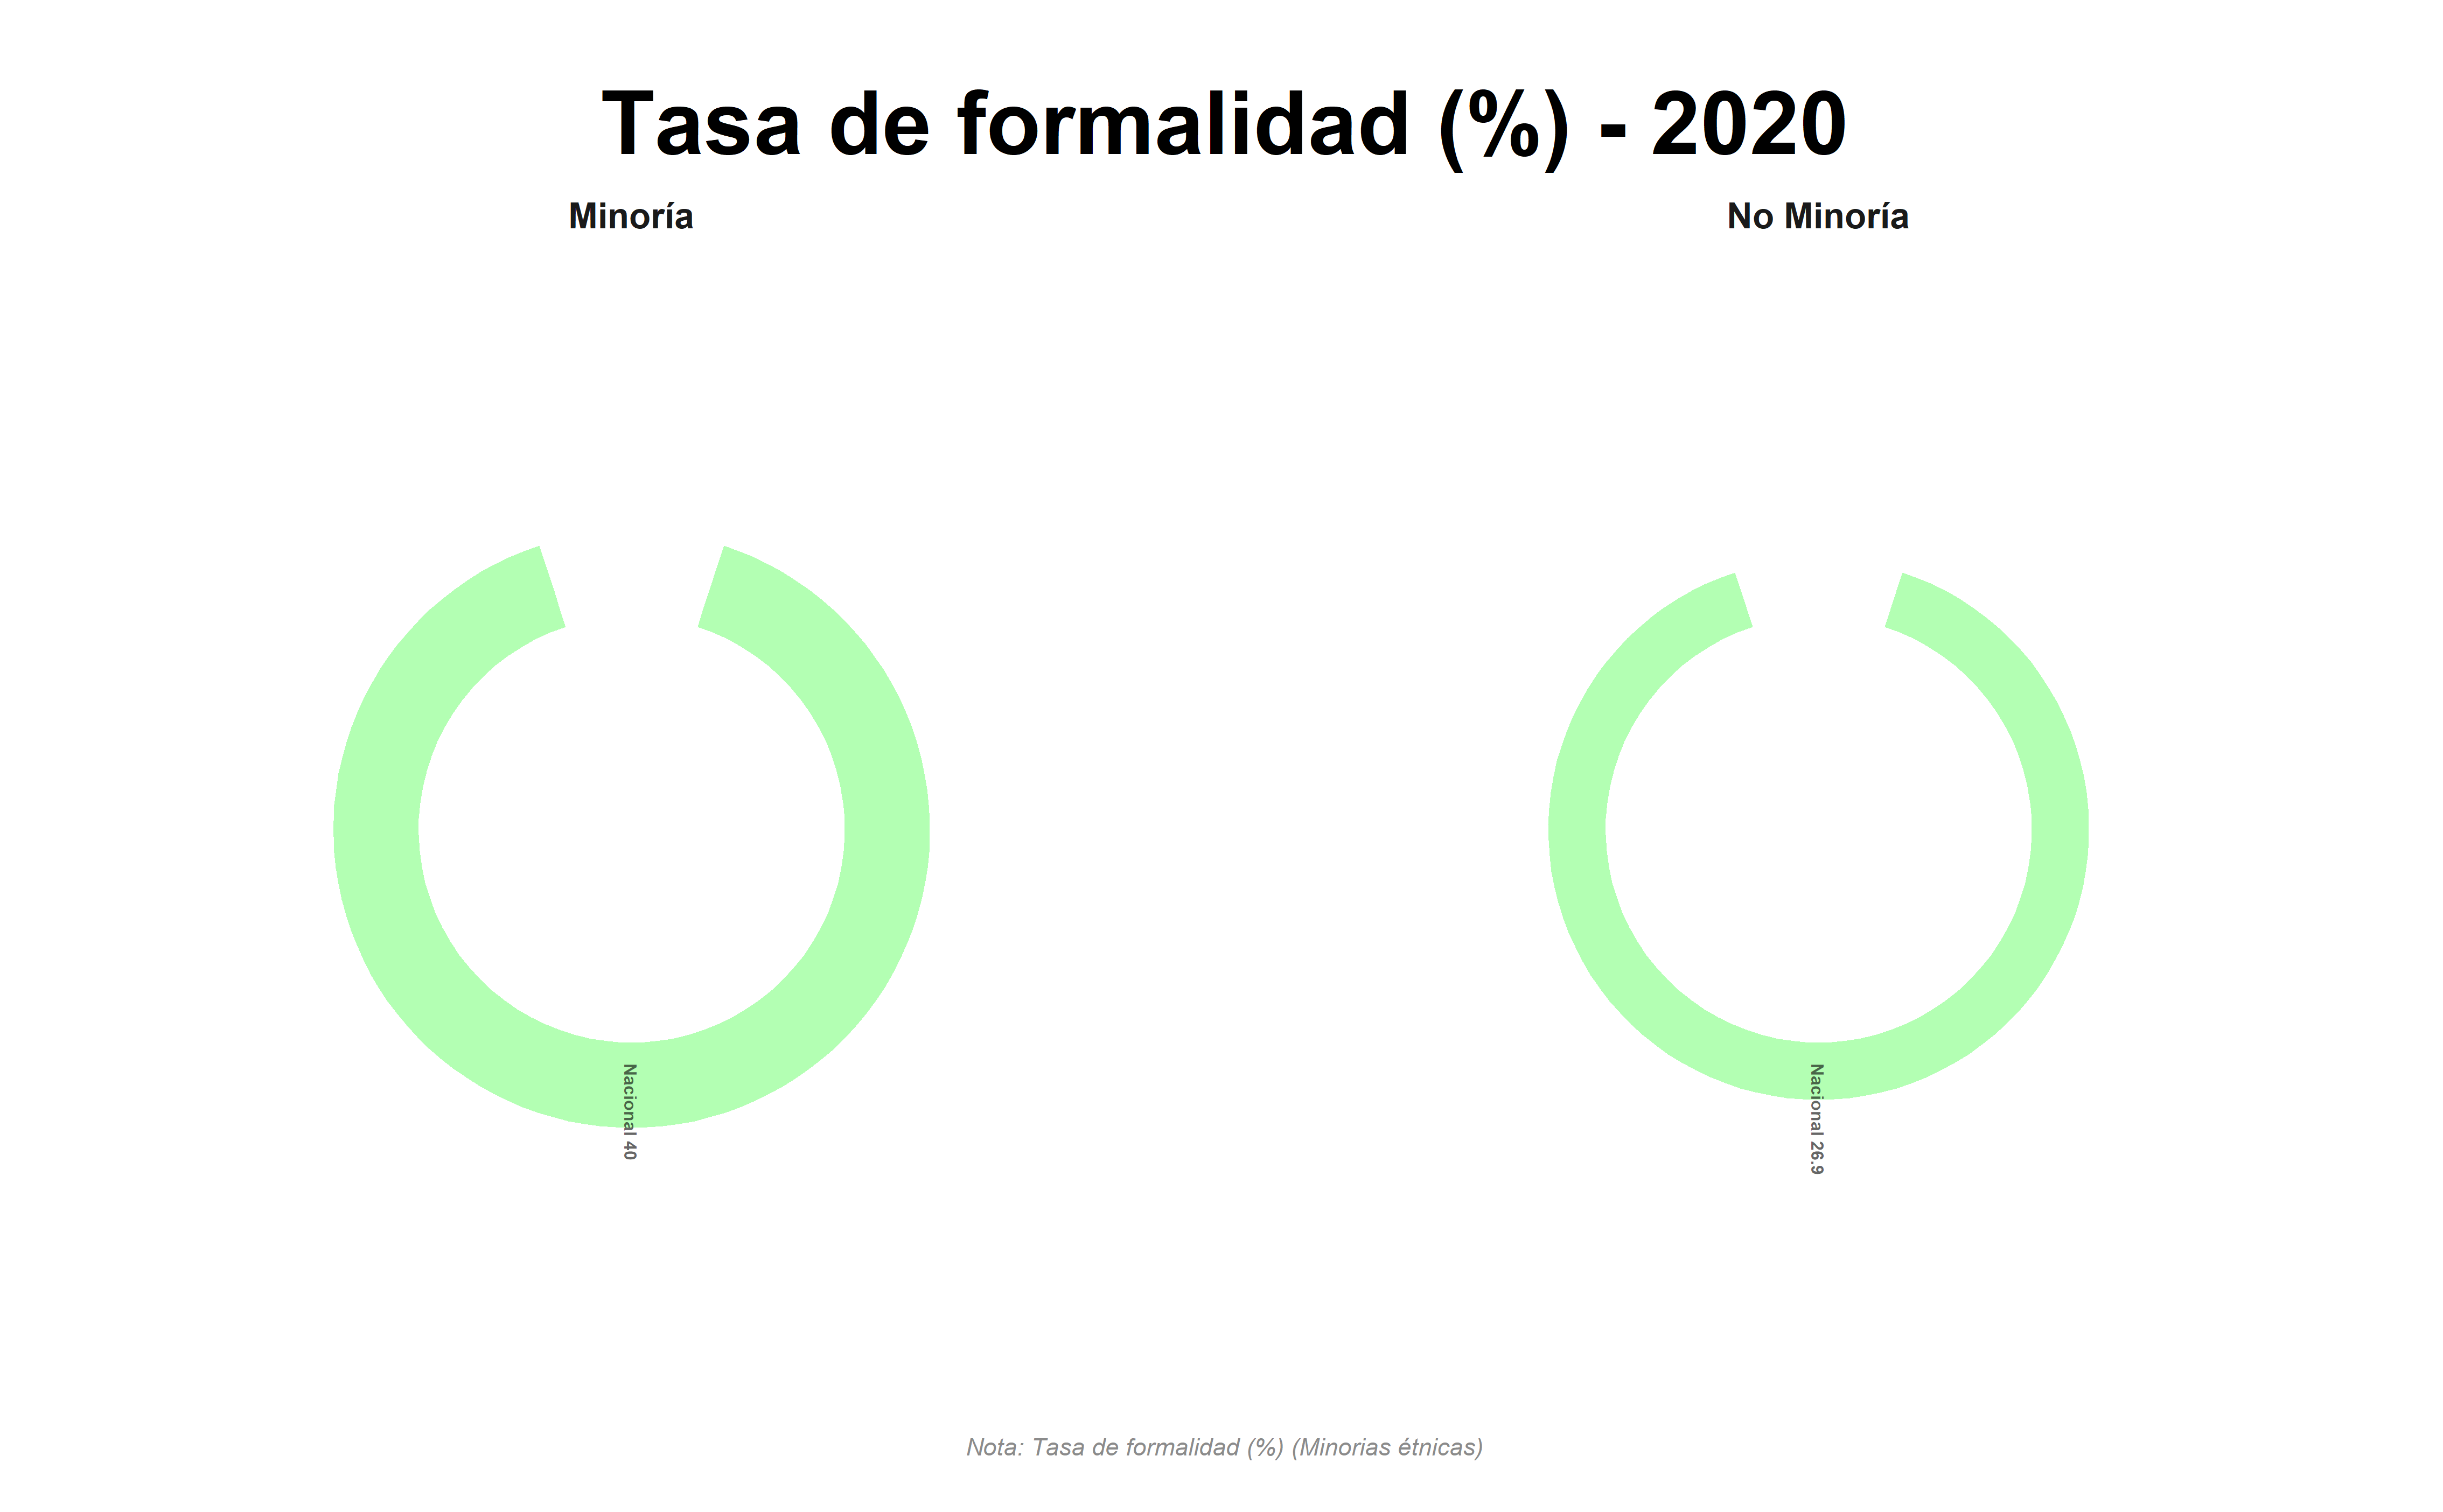 Tasa de formalidad (%) - 2020
Minoría
No Minoría
Nacional 40
Nacional 26.9
Nota: Tasa de formalidad (%) (Minorias étnicas)